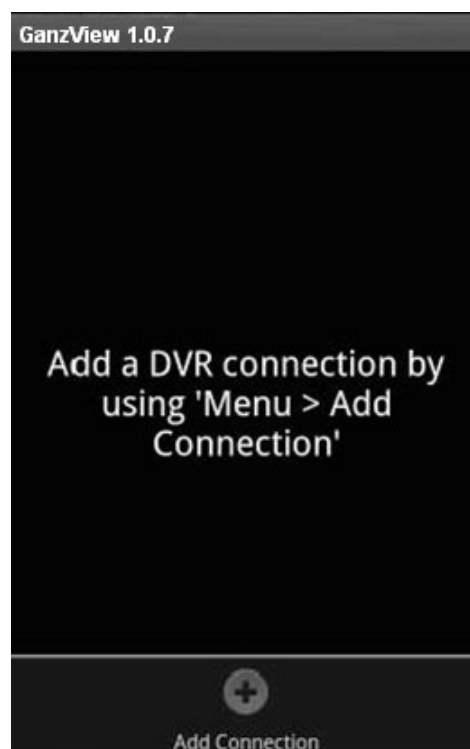 GanzView 1.0.7
Add a DVR connection by
using 'Menu > Add
Connection'
Add Connection